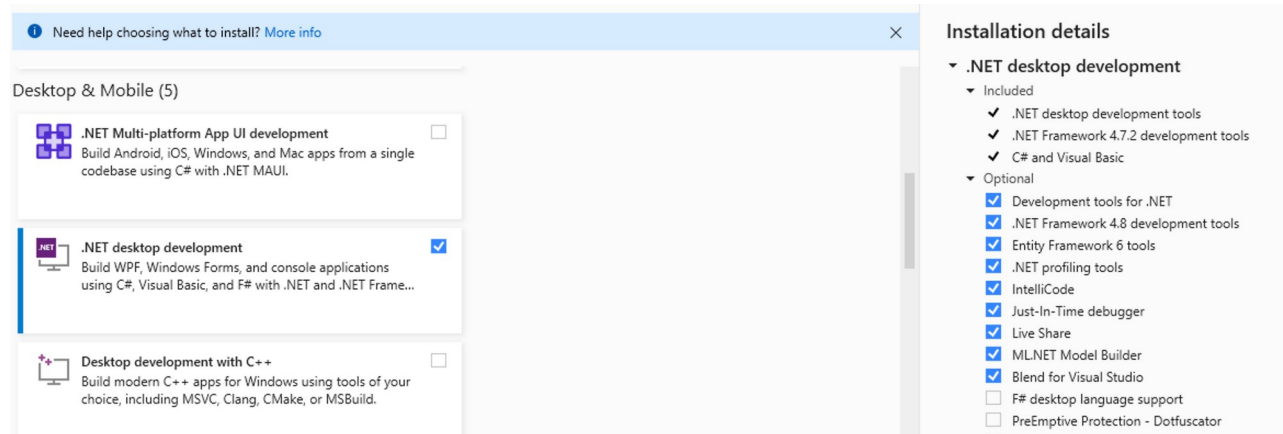 Need help choosing what to install? More info
Desktop & Mobile (5)
.NET Multi-platform App UI development
Build Android, iOS, Windows, and Mac apps from a single
codebase using C# with .NET MAUI.
.NET
.NET desktop development
Build WPF, Windows Forms, and console applications
using C#, Visual Basic, and F# with .NET and .NET Frame...
Desktop development with C++
Build modern C++ apps for Windows using tools of your
choice, including MSVC, Clang, CMake, or MSBuild.
Installation details
.NET desktop development
Included
.NET desktop development tools
.NET Framework 4.7.2 development tools
C# and Visual Basic
Optional
Development tools for .NET
.NET Framework 4.8 development tools
Entity Framework 6 tools
.NET profiling tools
IntelliCode
Just-In-Time debugger
Live Share
ML.NET Model Builder
Blend for Visual Studio
F# desktop language support
PreEmptive Protection - Dotfuscator